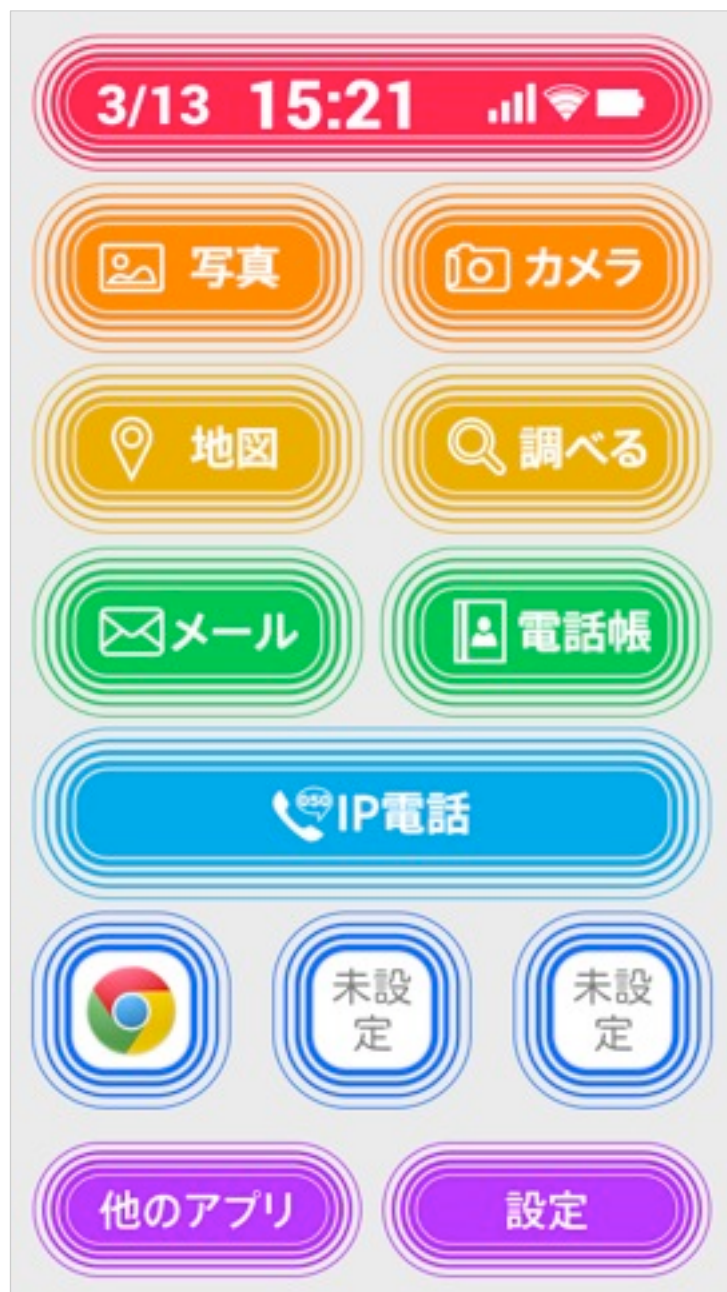 3/13 15:21
写真
カメラ
地図
調べる
メール
電話帳
050
IP電話
未設
定
未設
定
他のアプリ
設定